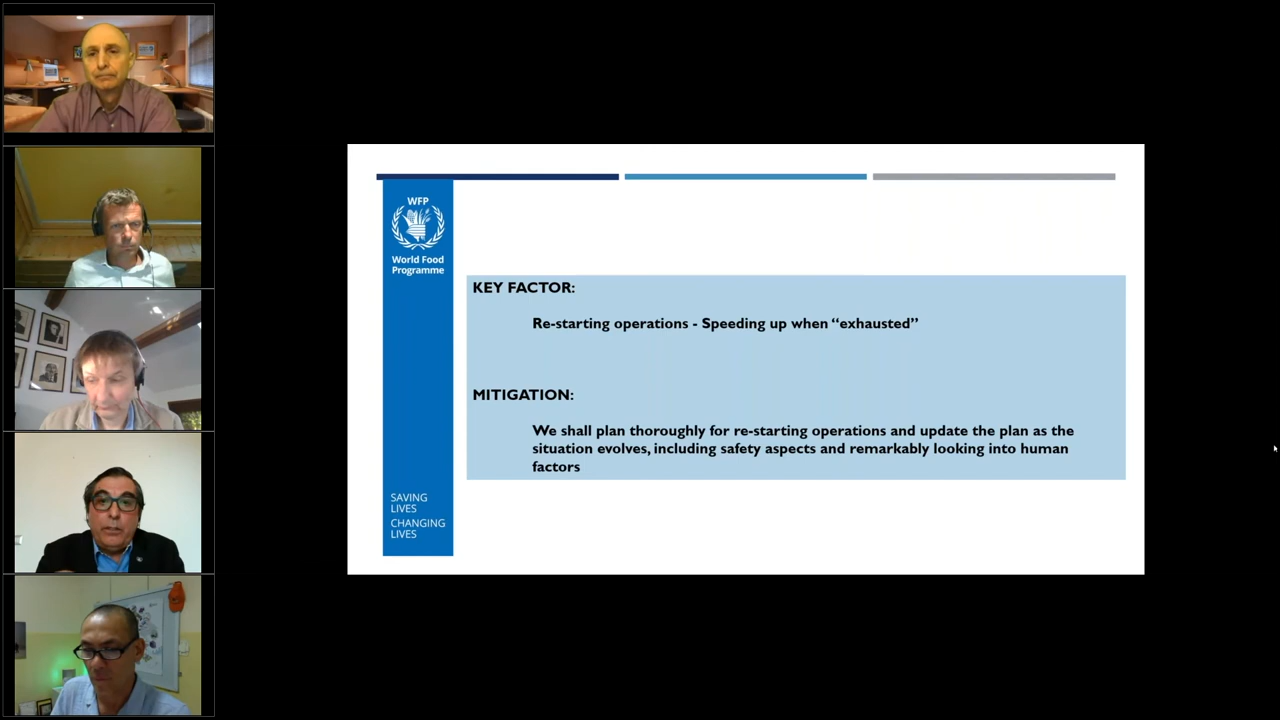 WFP
World Food
Programme
KEY FACTOR:
Re-starting operations - Speeding up when “exhausted”
MITIGATION:
We shall plan thoroughly for re-starting operations and update the plan as the
situation evolves, including safety aspects and remarkably looking into human
factors
SAVING
LIVES
CHANGING
LIVES